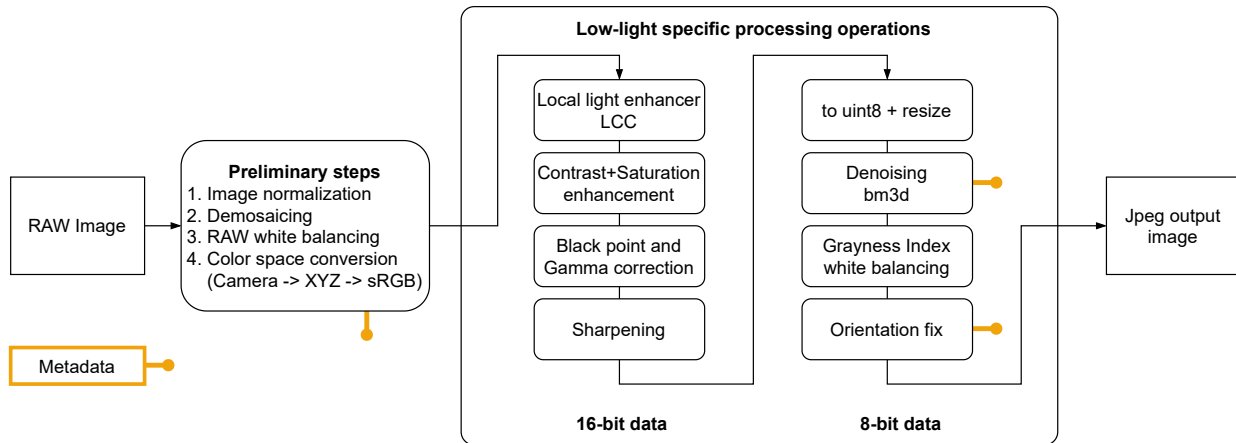 Low-light specific processing operations
RAW Image
Preliminary steps
1. Image normalization
2. Demosaicing
3. RAW white balancing
4. Color space conversion
(Camera -> XYZ -> sRGB)
Metadata
Local light enhancer
LCC
Contrast+Saturation
enhancement
Black point and
Gamma correction
Sharpening
16-bit data
to uint8 + resize
Denoising
bm3d
Grayness Index
white balancing
Orientation fix
8-bit data
Jpeg output
image